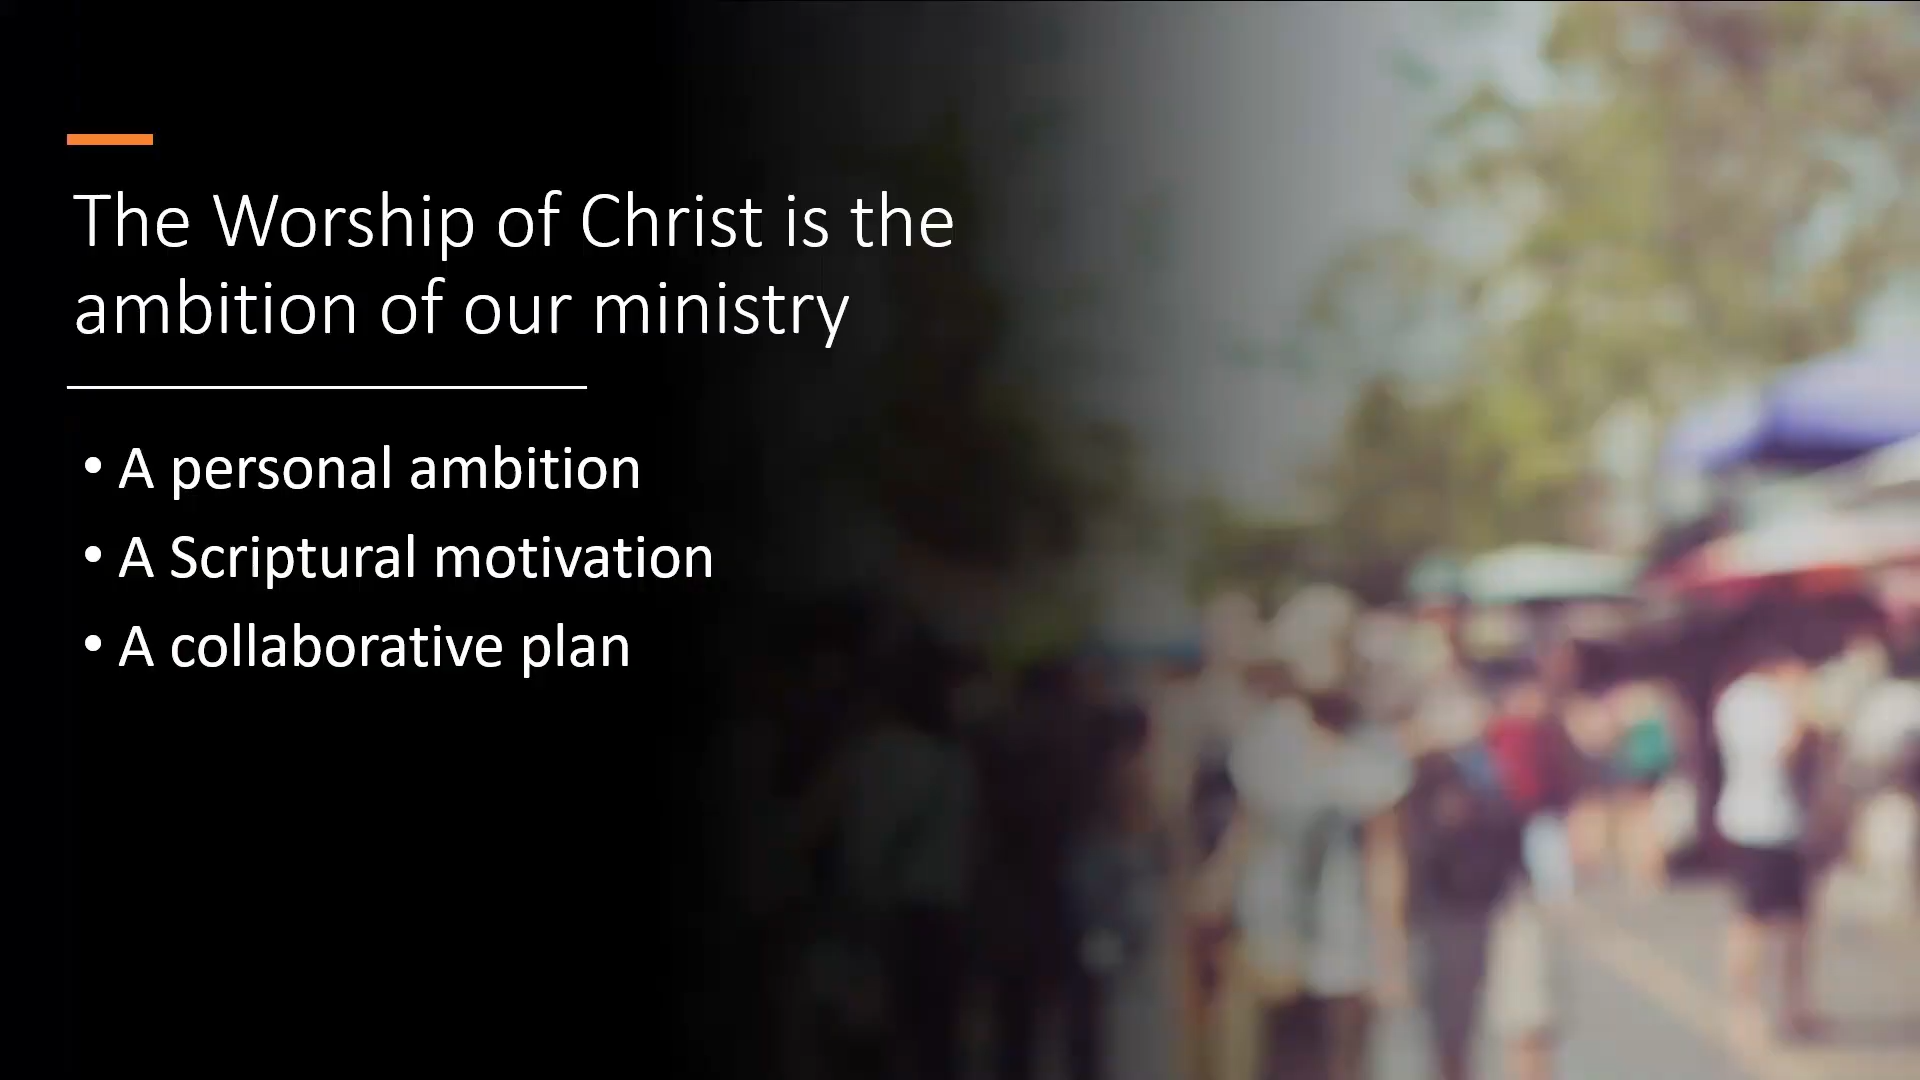 The Worship of Christ is the
ambition of our ministry
• A personal ambition
• A Scriptural motivation
• A collaborative plan